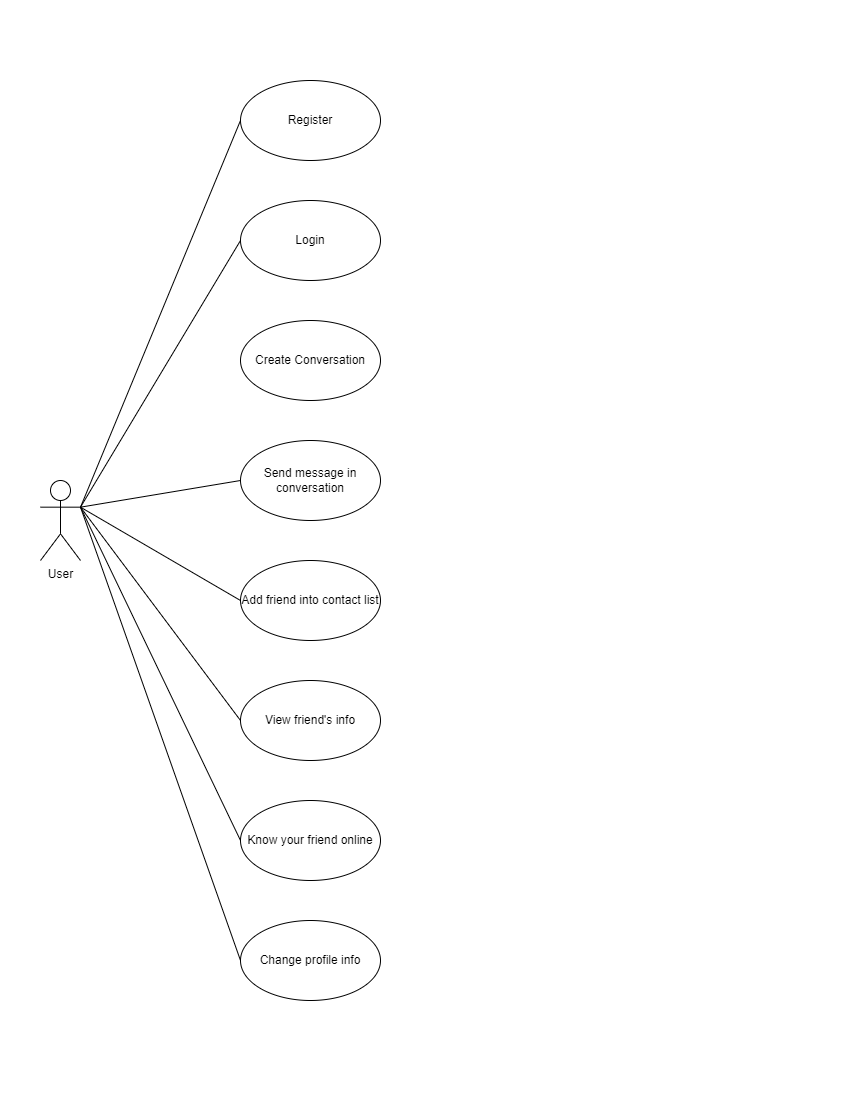 Register
Login
Create Conversation
Send message in
conversation
User
Add friend into contact list
View friend's info
Know your friend online
Change profile info